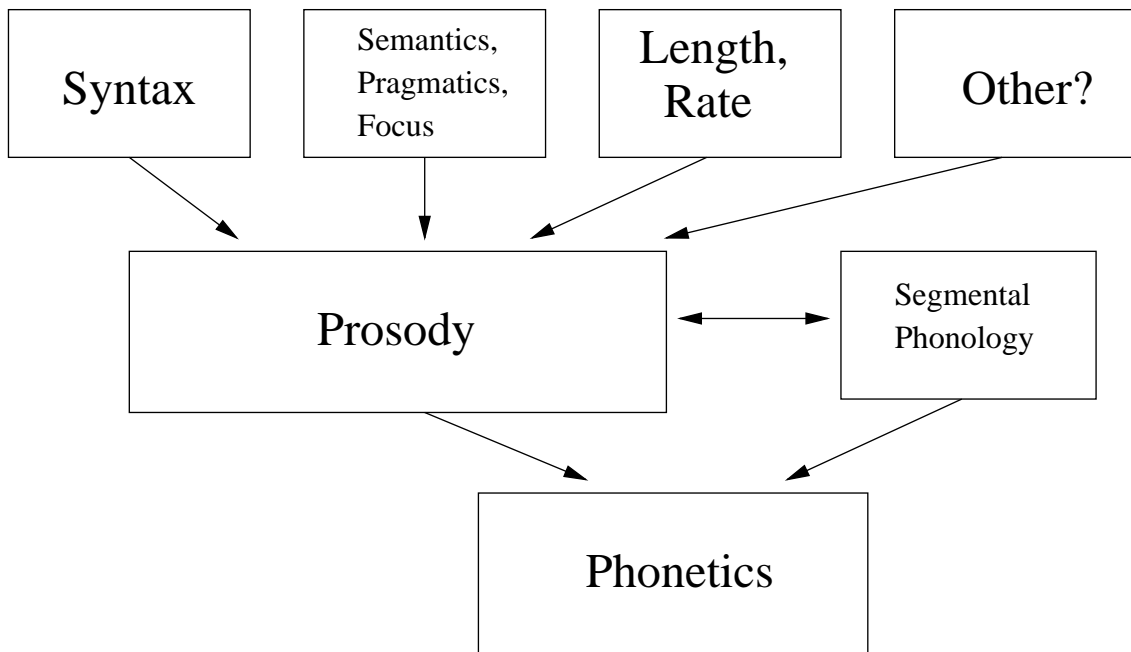 Syntax
Semantics,
Pragmatics,
Focus
Length,
Rate
Other?
Prosody
Segmental
Phonology
Phonetics